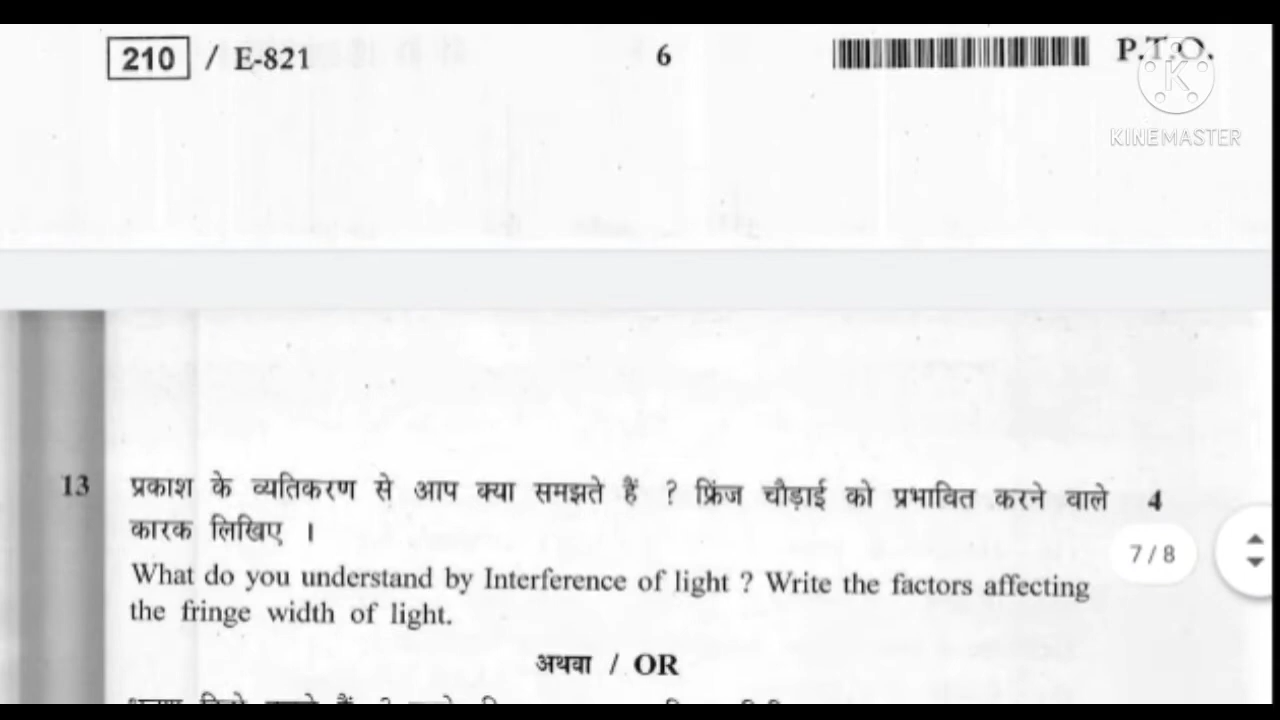 210 / E-821 6 P.T.O.
KINEMASTER
13 प्रकाश के व्यतिकरण से आप क्या समझते हैं ? फ्रिंज चौड़ाई को प्रभावित करने वाले 4
कारक लिखिए ।
7 / 8
What do you understand by Interference of light ? Write the factors affecting
the fringe width of light.
अथवा / OR